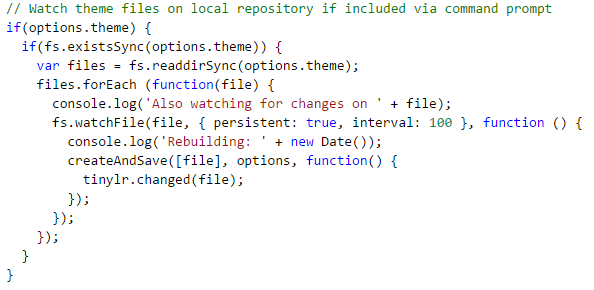 // Watch theme files on local repository if included via command prompt
if(options.theme) {
  if(fs.existsSync(options.theme)) {
    var files = fs.readdirSync(options.theme);
    files.forEach (function(file) {
      console.log('Also watching for changes on ' + file);
      fs.watchFile(file, { persistent: true, interval: 100 }, function () {
        console.log('Rebuilding: ' + new Date());
        createAndSave([file], options, function() {
          tinylr.changed(file);
        });
      });
    });
  }
}